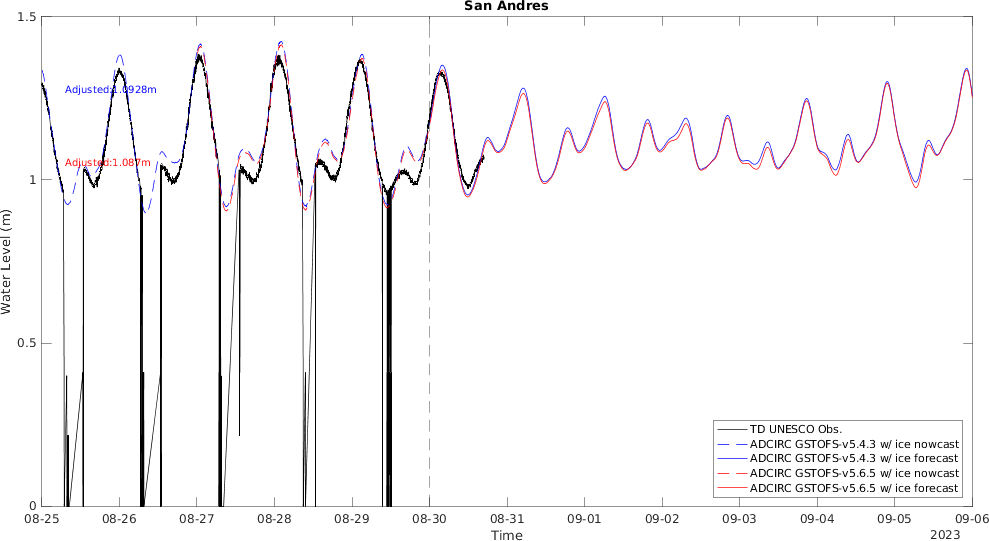 San Andres
1.5
1
0.5
0
Water Level (m)
Adjusted:1.0928m
Adjusted:1.087m
TD UNESCO Obs.
ADCIRC GSTOFS-v5.4.3 w/ ice nowcast
ADCIRC GSTOFS-v5.4.3 w/ ice forecast
ADCIRC GSTOFS-v5.6.5 w/ ice nowcast
ADCIRC GSTOFS-v5.6.5 w/ ice forecast
08-25 08-26 08-27 08-28 08-29 08-30 08-31 09-01 09-02 09-03 09-04 09-05 09-06
Time
2023